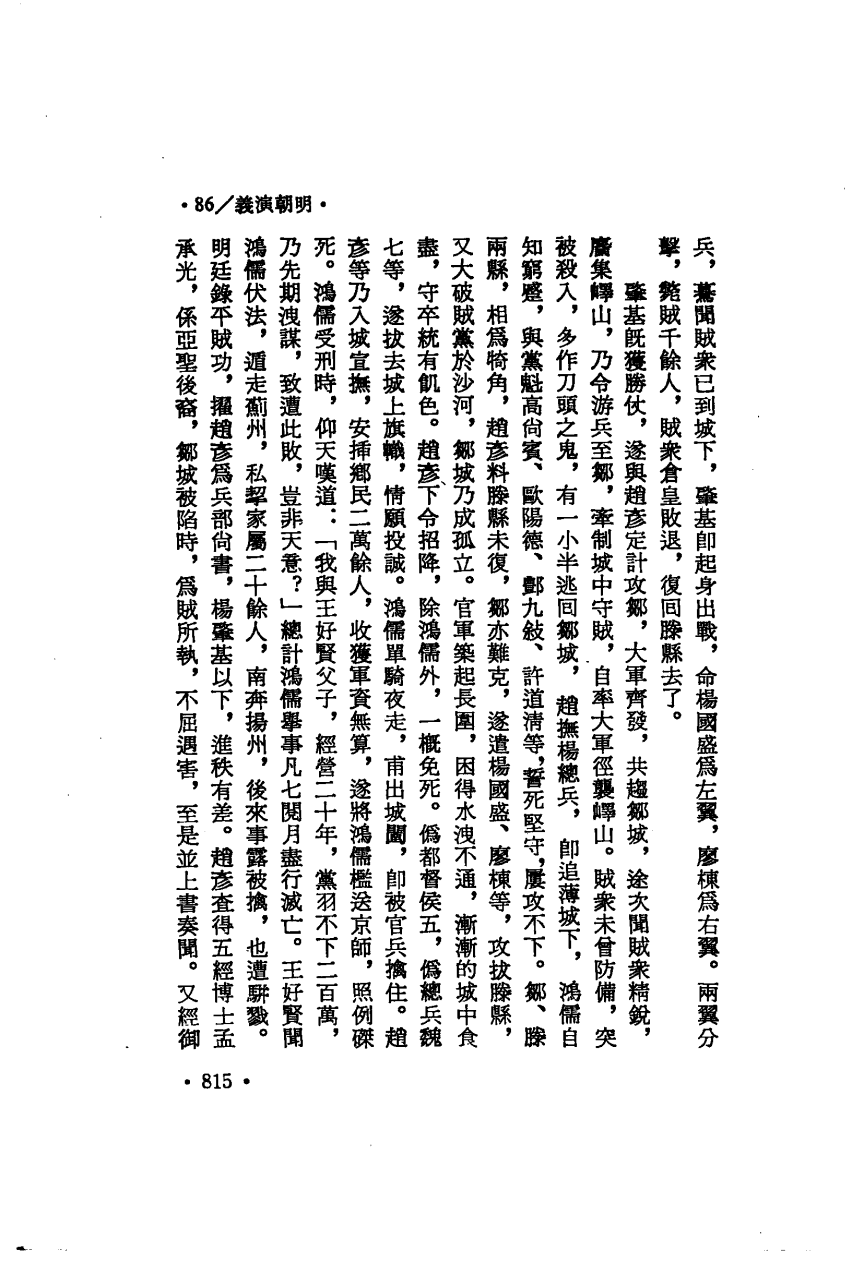 ・86／義演朝明・
兵，驀聞賊衆已到城下，肇基卽起身出戰，命楊國盛爲左翼，廖棟爲右翼。兩翼分
擊，斃賊千餘人，賊衆倉皇敗退，復回滕縣去了。
肇基旣獲勝仗，遂與趙彥定計攻鄒，大軍齊發，共趨鄒城，途次聞賊衆精銳，
麕集嶧山，乃令游兵至鄒，牽制城中守賊，自率大軍徑襲嶧山。賊衆未曾防備，突
被殺入，多作刀頭之鬼，有一小半逃回鄒城，趙撫楊總兵，卽追薄城下，鴻儒自
知窮蹙，與黨魁高尙賓、歐陽德、酆九敍、許道淸等，誓死堅守，屢攻不下。鄒、滕
兩縣，相爲犄角，趙彥料滕縣未復，鄒亦難克，遂遣楊國盛、廖棟等，攻拔滕縣，
又大破賊黨於沙河，鄒城乃成孤立。官軍築起長圍，困得水洩不通，漸漸的城中食
盡，守卒統有飢色。趙彥下令招降，除鴻儒外，一槪免死。僞都督侯五，僞總兵魏
七等，遂拔去城上旗幟，情願投誠。鴻儒單騎夜走，甫出城闉，卽被官兵擒住。趙
彥等乃入城宣撫，安揷鄕民二萬餘人，收獲軍資無算，遂將鴻儒檻送京師，照例磔
死。鴻儒受刑時，仰天嘆道：「我與王好賢父子，經營二十年，黨羽不下二百萬，
乃先期洩謀，致遭此敗，豈非天意？」總計鴻儒舉事凡七閱月盡行滅亡。王好賢聞
鴻儒伏法，遁走薊州，私挈家屬二十餘人，南奔揚州，後來事露被擒，也遭駢戮。
明廷錄平賊功，擢趙彥爲兵部尙書，楊肇基以下，進秩有差。趙彥查得五經博士孟
承光，係亞聖後裔，鄒城被陷時，爲賊所執，不屈遇害，至是並上書奏聞。又經御
・815・